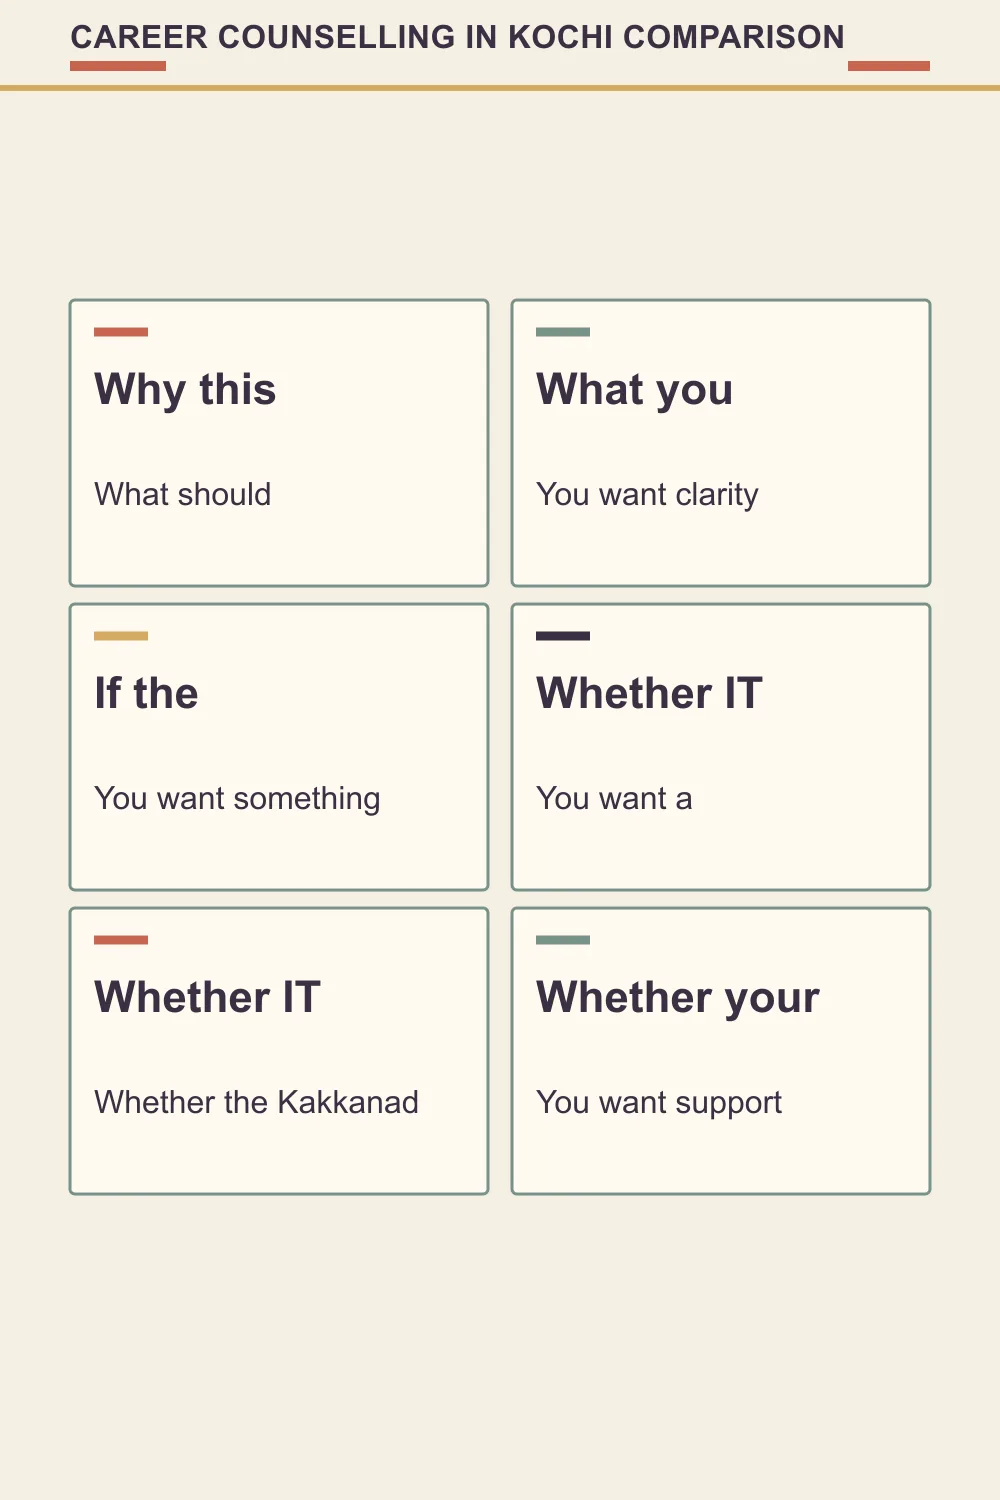 CAREER COUNSELLING IN KOCHI COMPARISON
Why this
What should
What you
You want clarity
If the
You want something
Whether IT
You want a
Whether IT
Whether the Kakkanad
Whether your
You want support